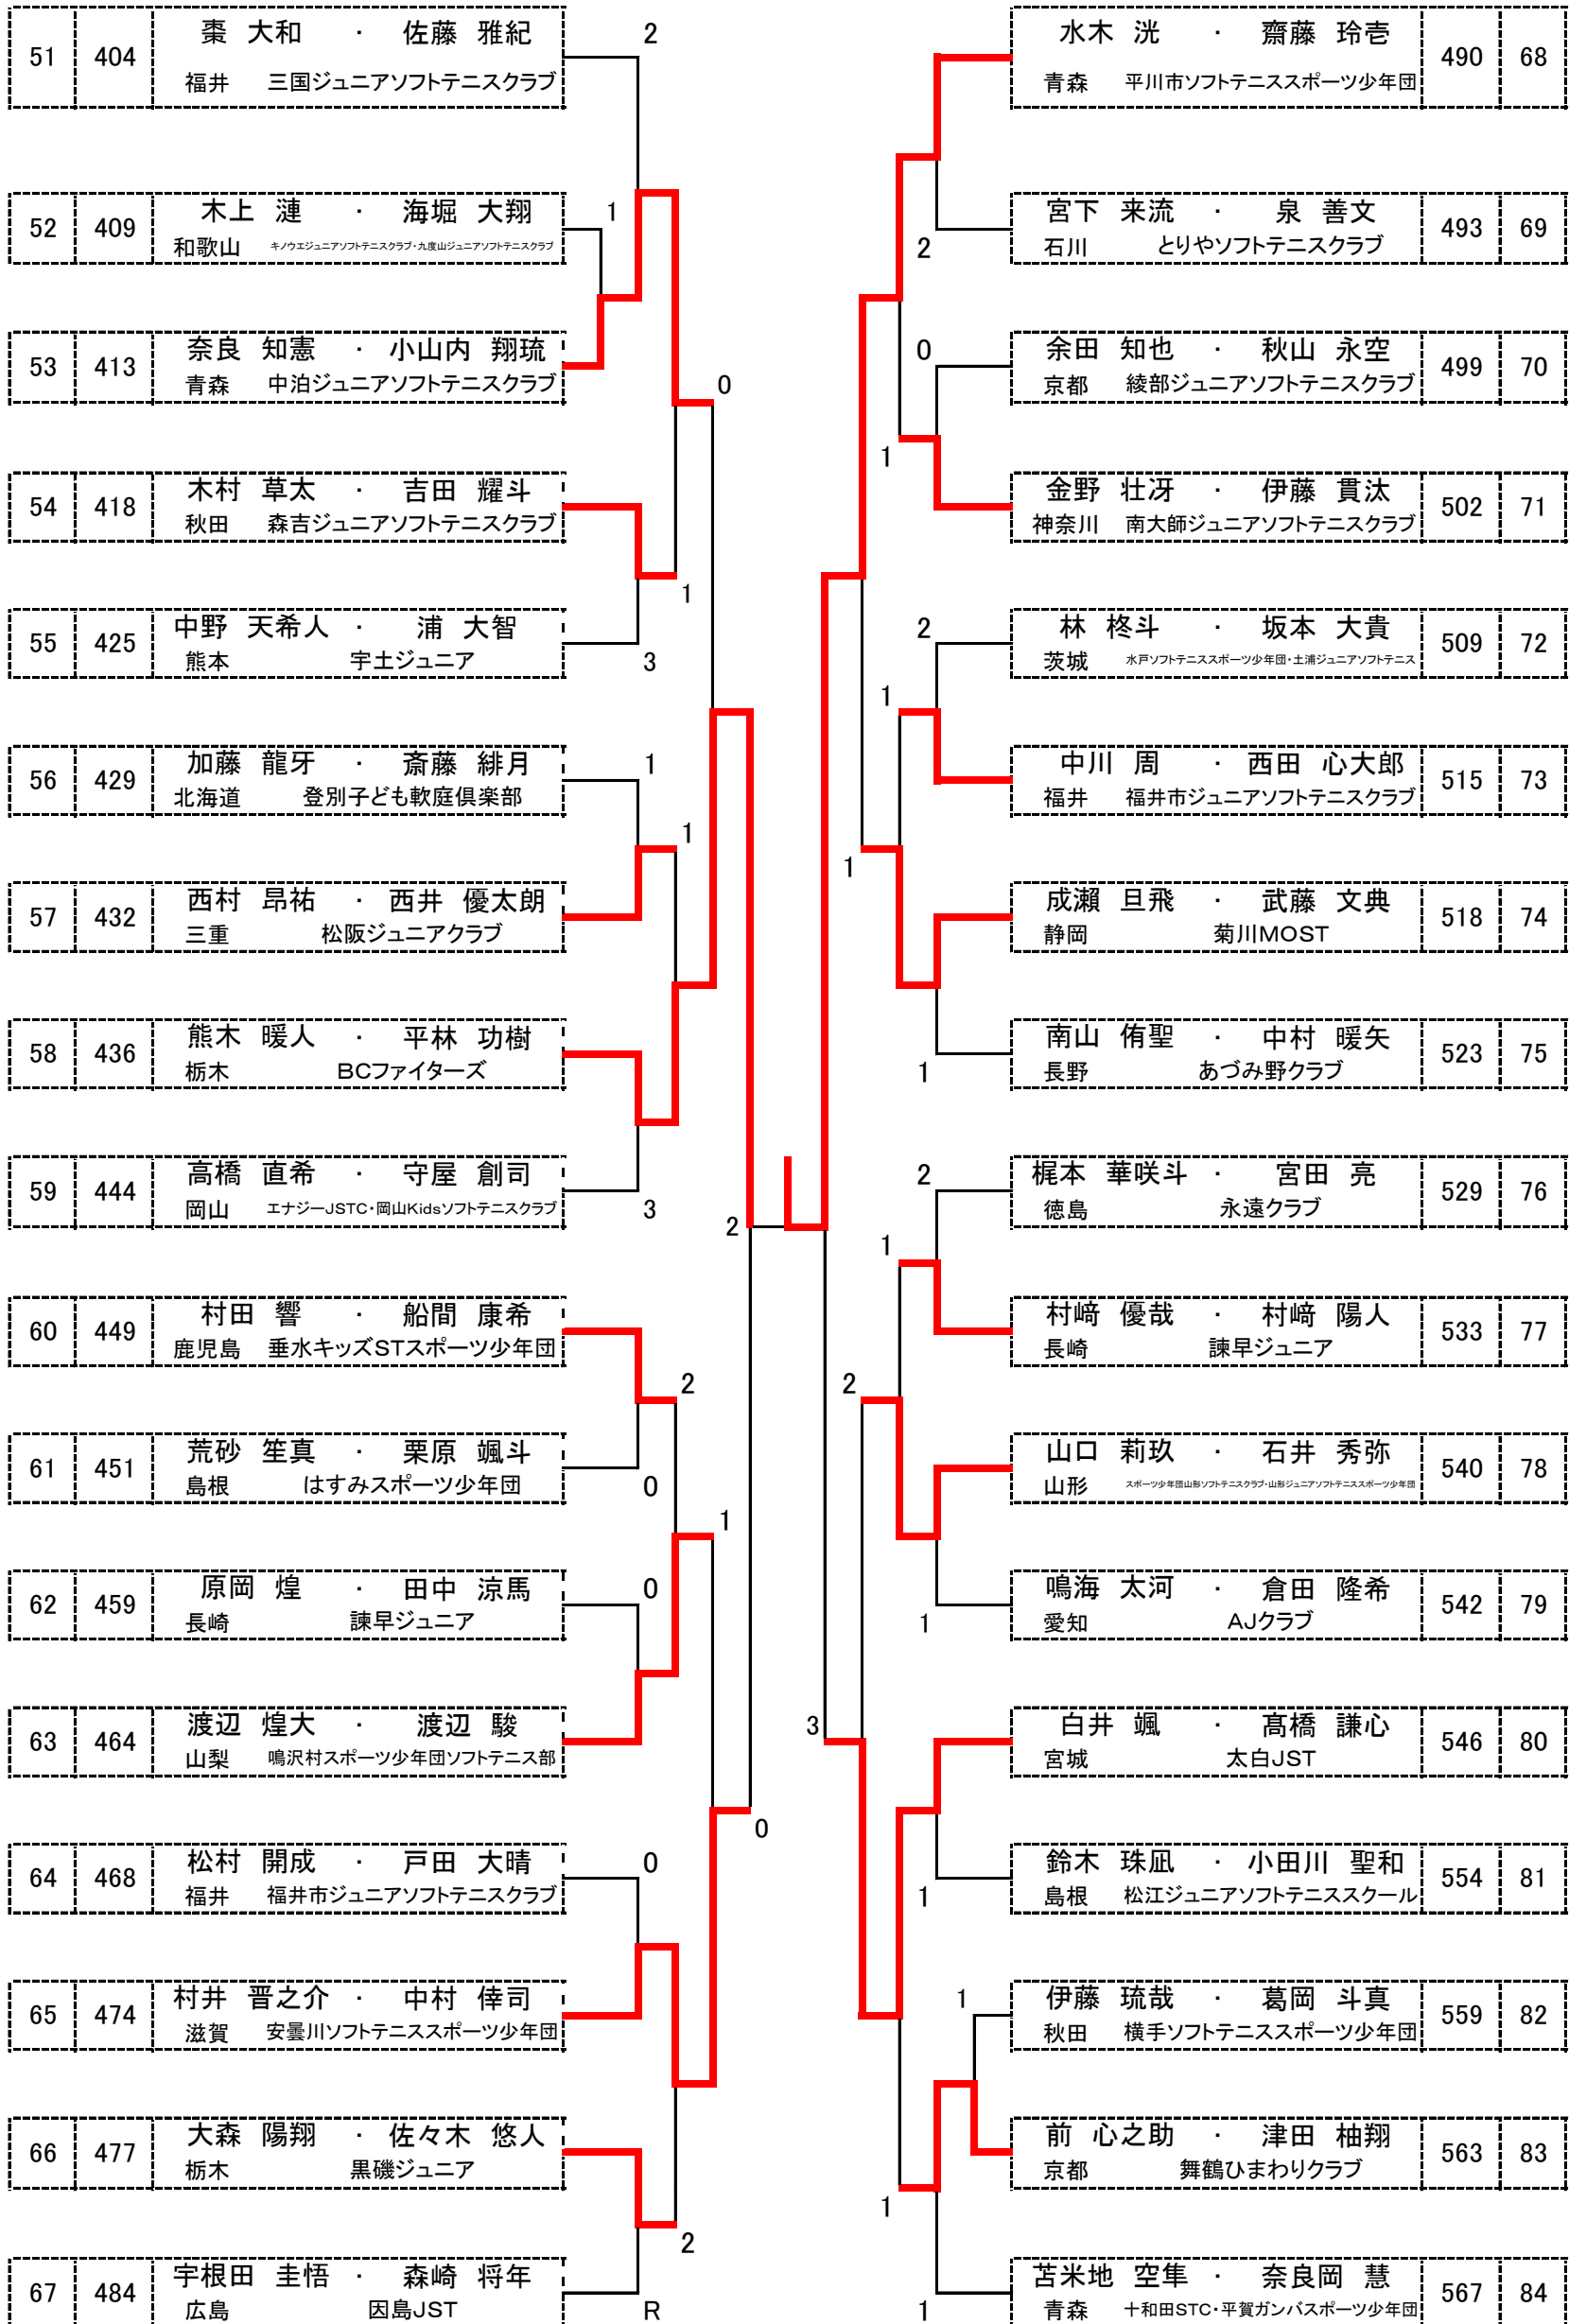 51 404 棗 大和 ・ 佐藤 雅紀
福井 三国ジュニアソフトテニスクラブ
2
52 409 木上 漣 ・ 海堀 大翔
和歌山 キノウエジュニアソフトテニスクラブ・九度山ジュニアソフトテニスクラブ
1
53 413 奈良 知憲 ・ 小山内 翔琉
青森 中泊ジュニアソフトテニスクラブ
0
54 418 木村 草太 ・ 吉田 耀斗
秋田 森吉ジュニアソフトテニスクラブ
1
55 425 中野 天希人 ・ 浦 大智
熊本 宇土ジュニア
3
56 429 加藤 龍牙 ・ 斎藤 緋月
北海道 登別子ども軟庭倶楽部
1
1
57 432 西村 昂祐 ・ 西井 優太朗
三重 松阪ジュニアクラブ
58 436 熊木 暖人 ・ 平林 功樹
栃木 BCファイターズ
59 444 高橋 直希 ・ 守屋 創司
岡山 エナジーJSTC・岡山Kidsソフトテニスクラブ
3
2
60 449 村田 響 ・ 船間 康希
鹿児島 垂水キッズSTスポーツ少年団
2
61 451 荒砂 笙真 ・ 栗原 颯斗
島根 はすみスポーツ少年団
0
1
62 459 原岡 煌 ・ 田中 涼馬
長崎 諫早ジュニア
0
63 464 渡辺 煌大 ・ 渡辺 駿
山梨 鳴沢村スポーツ少年団ソフトテニス部
0
64 468 松村 開成 ・ 戸田 大晴
福井 福井市ジュニアソフトテニスクラブ
0
65 474 村井 晋之介 ・ 中村 倖司
滋賀 安曇川ソフトテニススポーツ少年団
66 477 大森 陽翔 ・ 佐々木 悠人
栃木 黒磯ジュニア
2
67 484 宇根田 圭悟 ・ 森崎 将年
広島 因島JST
R
水木 洸 ・ 齋藤 玲壱 490 68
青森 平川市ソフトテニススポーツ少年団
宮下 来流 ・ 泉 善文 493 69
石川 とりやソフトテニスクラブ
2
余田 知也 ・ 秋山 永空 499 70
京都 綾部ジュニアソフトテニスクラブ
0
1
金野 壮冴 ・ 伊藤 貫汰 502 71
神奈川 南大師ジュニアソフトテニスクラブ
林 柊斗 ・ 坂本 大貴 509 72
茨城 水戸ソフトテニススポーツ少年団・土浦ジュニアソフトテニス
2
1
中川 周 ・ 西田 心大郎 515 73
福井 福井市ジュニアソフトテニスクラブ
1
成瀬 旦飛 ・ 武藤 文典 518 74
静岡 菊川MOST
南山 侑聖 ・ 中村 暖矢 523 75
長野 あづみ野クラブ
1
梶本 華咲斗 ・ 宮田 亮 529 76
徳島 永遠クラブ
2
1
村﨑 優哉 ・ 村﨑 陽人 533 77
長崎 諫早ジュニア
2
山口 莉玖 ・ 石井 秀弥 540 78
山形 スポーツ少年団山形ソフトテニスクラブ・山形ジュニアソフトテニススポーツ少年団
鳴海 太河 ・ 倉田 隆希 542 79
愛知 AJクラブ
1
3
白井 颯 ・ 髙橋 謙心 546 80
宮城 太白JST
鈴木 珠凪 ・ 小田川 聖和 554 81
島根 松江ジュニアソフトテニススクール
1
伊藤 琉哉 ・ 葛岡 斗真 559 82
秋田 横手ソフトテニススポーツ少年団
1
前 心之助 ・ 津田 柚翔 563 83
京都 舞鶴ひまわりクラブ
1
苫米地 空隼 ・ 奈良岡 慧 567 84
青森 十和田STC・平賀ガンバスポーツ少年団
1